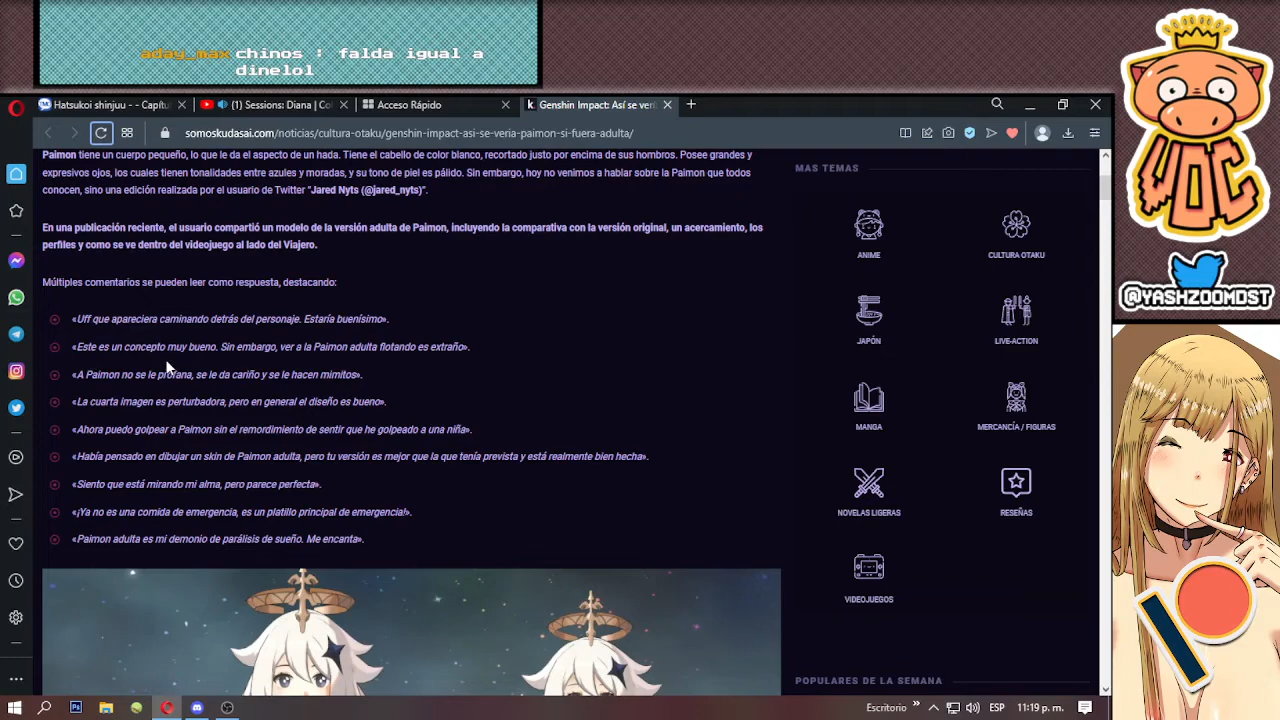 aday_max chinos : falda igual a
dinelol
Hatsukoi shinjuu - - Capítu
(1) Sessions: Diana | Co
Acceso Rápido
Genshin Impact: Así se verí
somoskudasai.com/noticias/cultura-otaku/genshin-impact-asi-se-veria-paimon-si-fuera-adulta/
Paimon tiene un cuerpo pequeño, lo que le da el aspecto de un hada. Tiene el cabello de color blanco, recortado justo por encima de sus hombros. Posee grandes y
expresivos ojos, los cuales tienen tonalidades entre azules y moradas, y su tono de piel es pálido. Sin embargo, hoy no venimos a hablar sobre la Paimon que todos
conocen, sino una edición realizada por el usuario de Twitter "Jared Nyts (@jared_nyts)".
En una publicación reciente, el usuario compartió un modelo de la versión adulta de Paimon, incluyendo la comparativa con la versión original, un acercamiento, los
perfiles y como se ve dentro del videojuego al lado del Viajero.
Múltiples comentarios se pueden leer como respuesta, destacando:
«Uff que apareciera caminando detrás del personaje. Estaría buenísimo».
«Este es un concepto muy bueno. Sin embargo, ver a la Paimon adulta flotando es extraño».
«A Paimon no se le profana, se le da cariño y se le hacen mimitos».
«La cuarta imagen es perturbadora, pero en general el diseño es bueno».
«Ahora puedo golpear a Paimon sin el remordimiento de sentir que he golpeado a una niña».
«Había pensado en dibujar un skin de Paimon adulta, pero tu versión es mejor que la que tenía prevista y está realmente bien hecha».
«Siento que está mirando mi alma, pero parece perfecta».
«¡Ya no es una comida de emergencia, es un platillo principal de emergencia!».
«Paimon adulta es mi demonio de parálisis de sueño. Me encanta».
MAS TEMAS
ANIME
CULTURA OTAKU
JAPÓN
LIVE-ACTION
MANGA
MERCANCÍA / FIGURAS
NOVELAS LIGERAS
RESEÑAS
VIDEOJUEGOS
POPULARES DE LA SEMANA
@YASHZOOMDST
Escritorio
ESP
11:19 p. m.